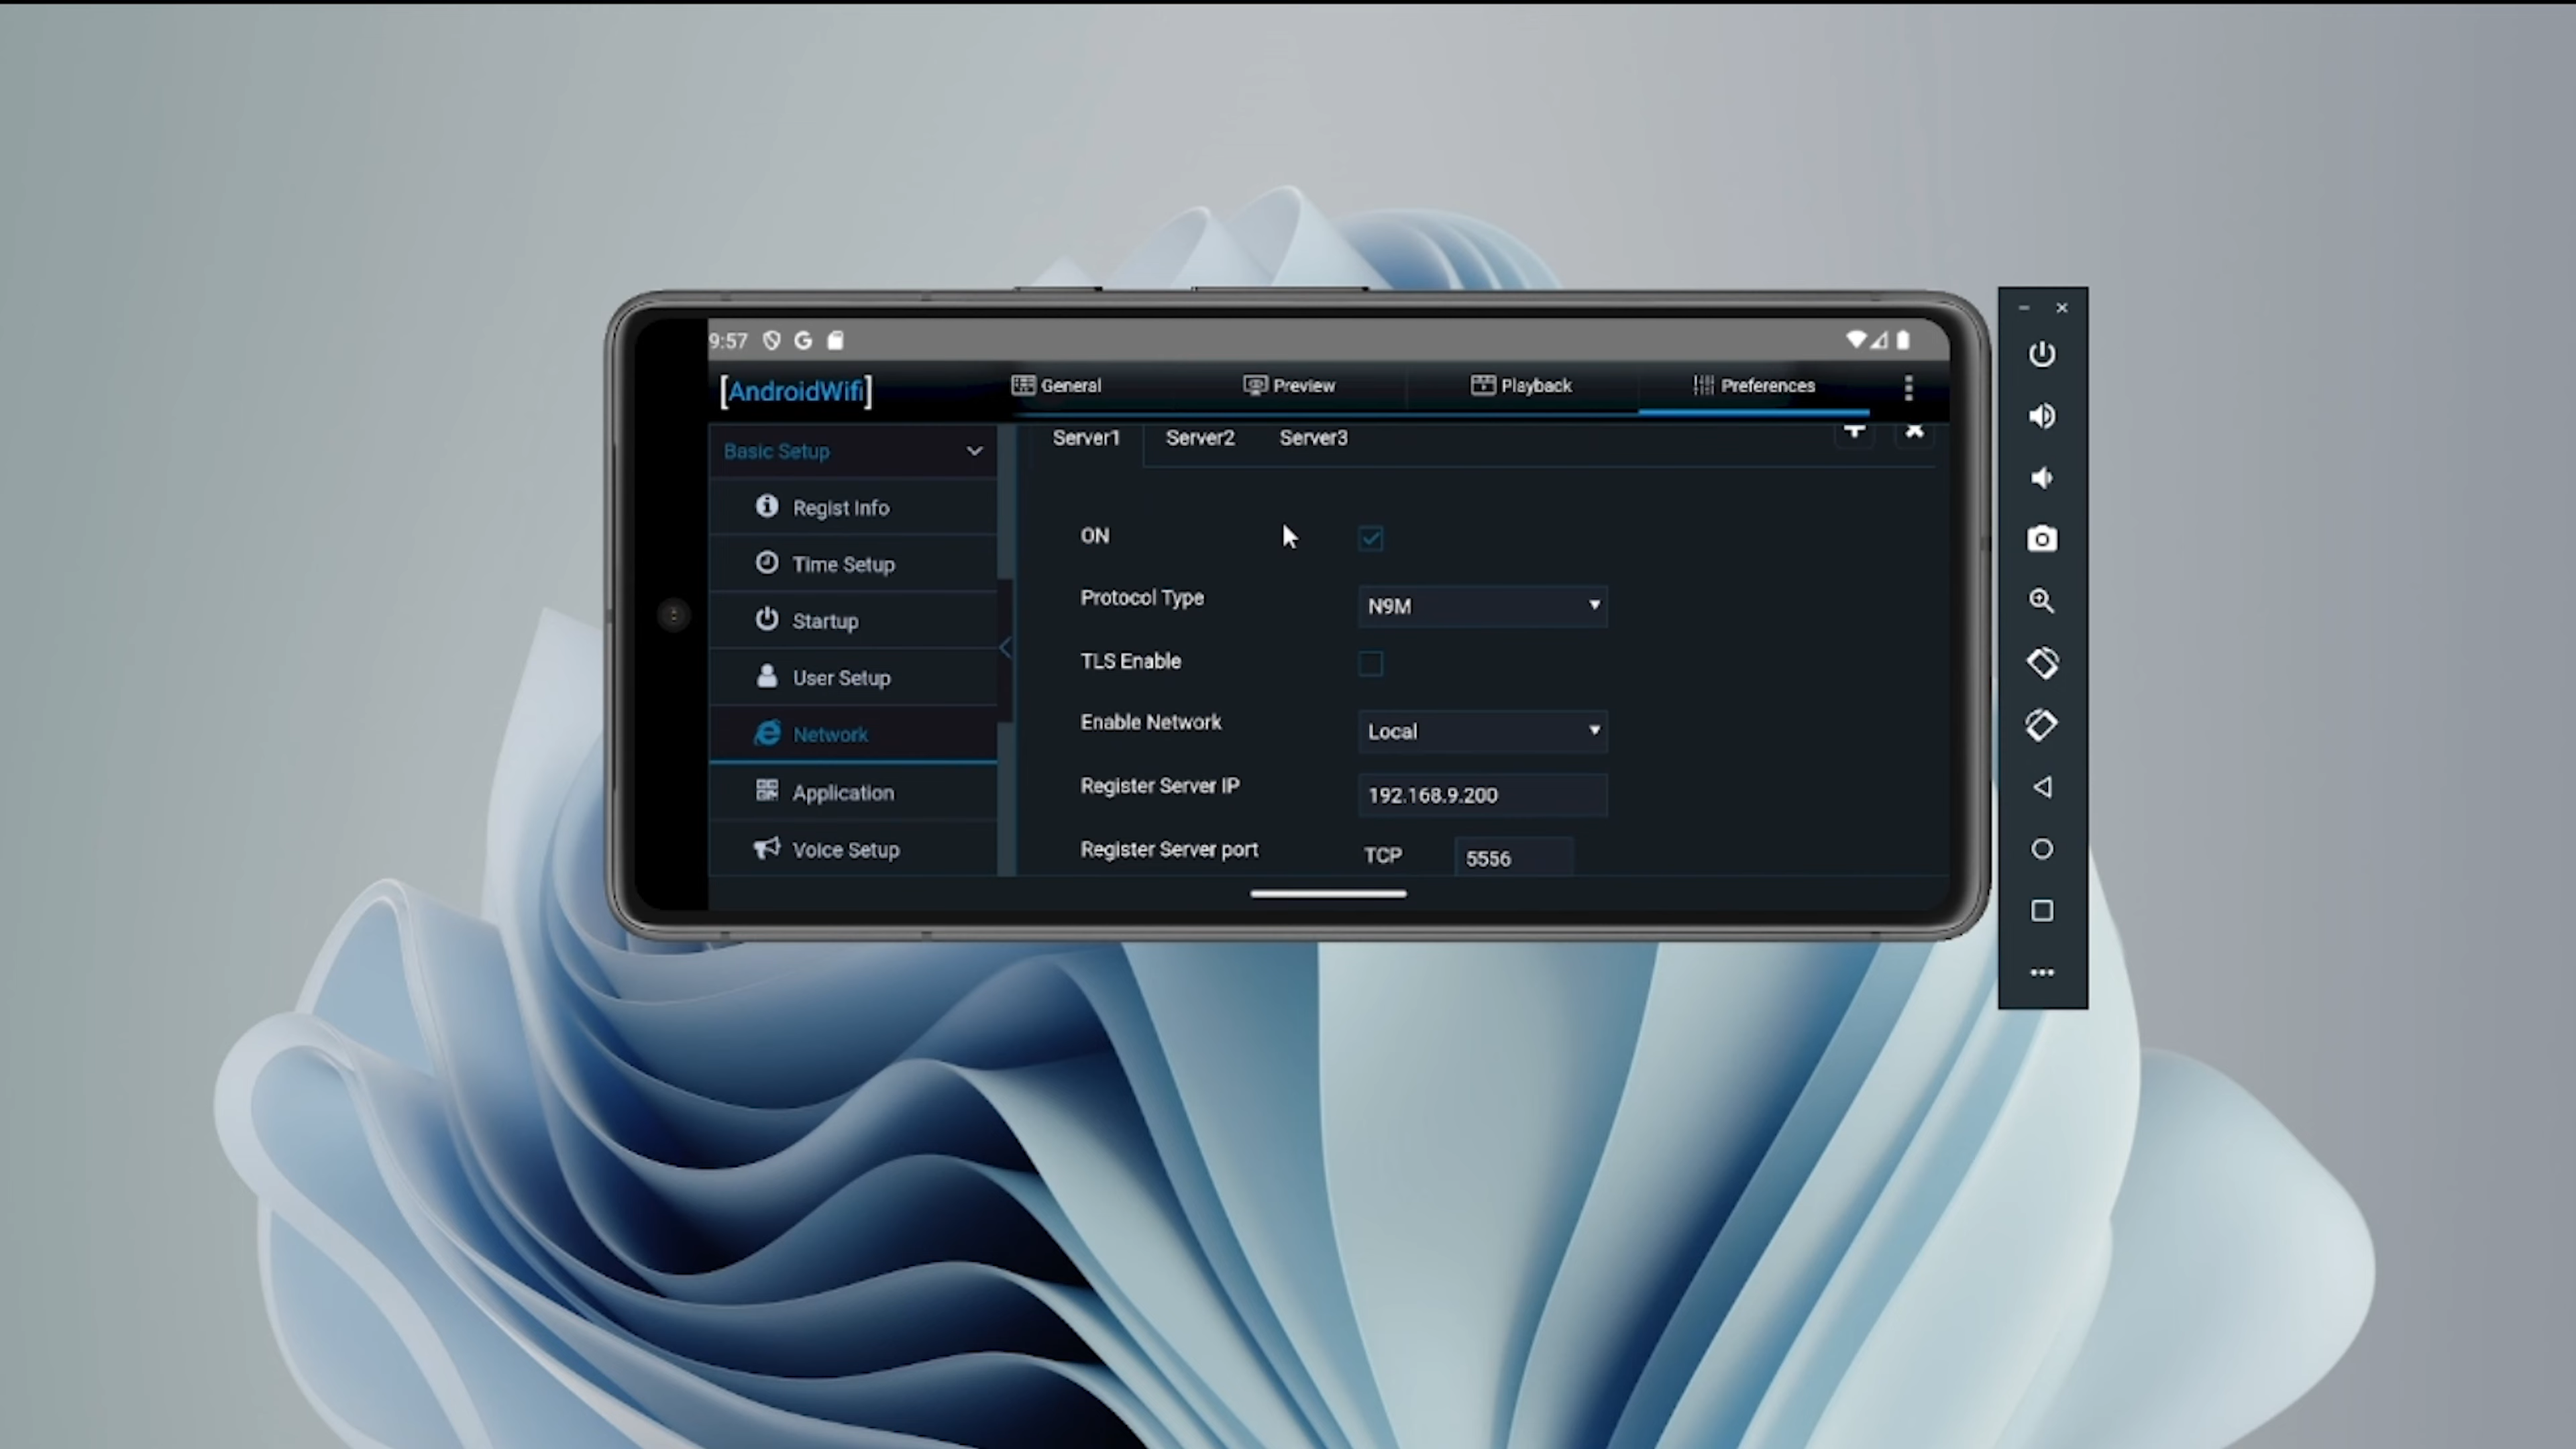 9:57
[AndroidWifi]
General
Preview
Playback
Preferences
Basic Setup
Regist Info
Time Setup
Startup
User Setup
Network
Application
Voice Setup
Server1 Server2 Server3
ON
Protocol Type N9M
TLS Enable
Enable Network Local
Register Server IP 192.168.9.200
Register Server port TCP 5556